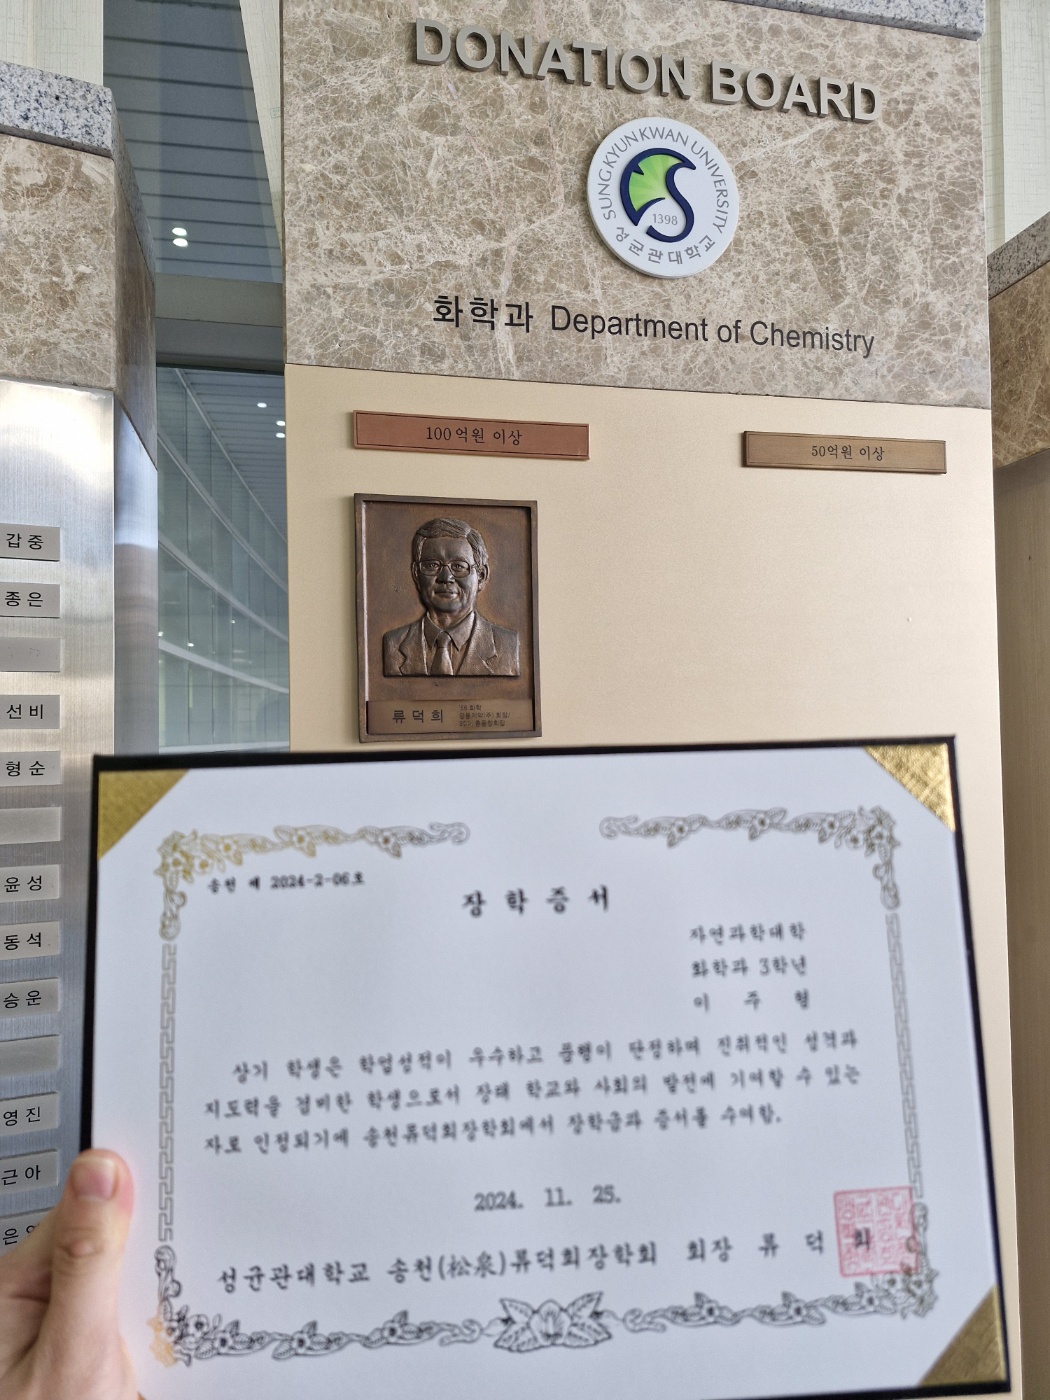 DONATION BOARD
SUNGKYUNKWAN UNIVERSITY
1398
성균관대학교
화학과 Department of Chemistry
100억원 이상
50억원 이상
류덕희
갑중
종은
선비
형순
윤성
동석
승운
영진
근아
송천 제 2024-2-06호
장학증서
자연과학대학
화학과 3학년
이 주 형
상기 학생은 학업성적이 우수하고 품행이 단정하며 진취적인 성격과
지도력을 겸비한 학생으로서 장래 학교와 사회의 발전에 기여할 수 있는
자로 인정되기에 송천류덕희장학회에서 장학금과 증서를 수여함.
2024. 11. 25.
성균관대학교 송천(松泉)류덕희장학회 회장 류 덕 희